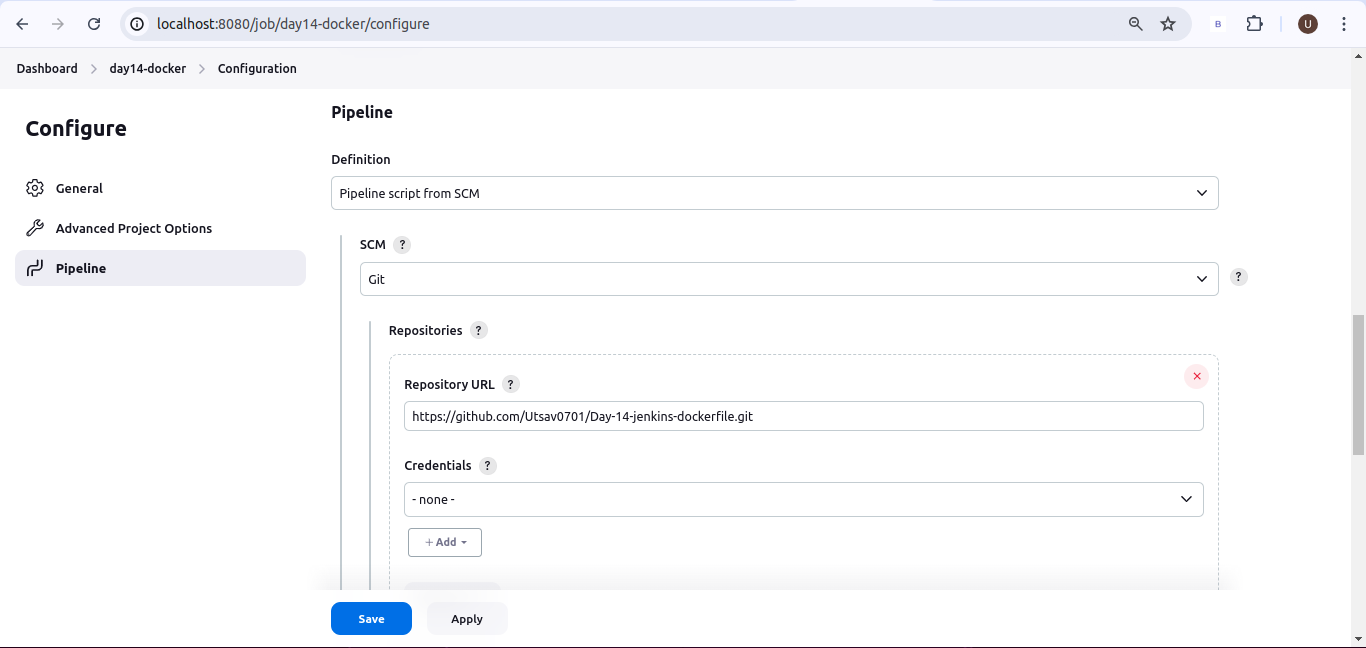 localhost:8080/job/day14-docker/configure
B
U
Dashboard > day14-docker > Configuration
Configure
General
Advanced Project Options
Pipeline
Pipeline
Definition
Pipeline script from SCM
SCM ?
Git
?
Repositories ?
Repository URL ?
https://github.com/Utsav0701/Day-14-jenkins-dockerfile.git
Credentials ?
- none -
+ Add
Save
Apply